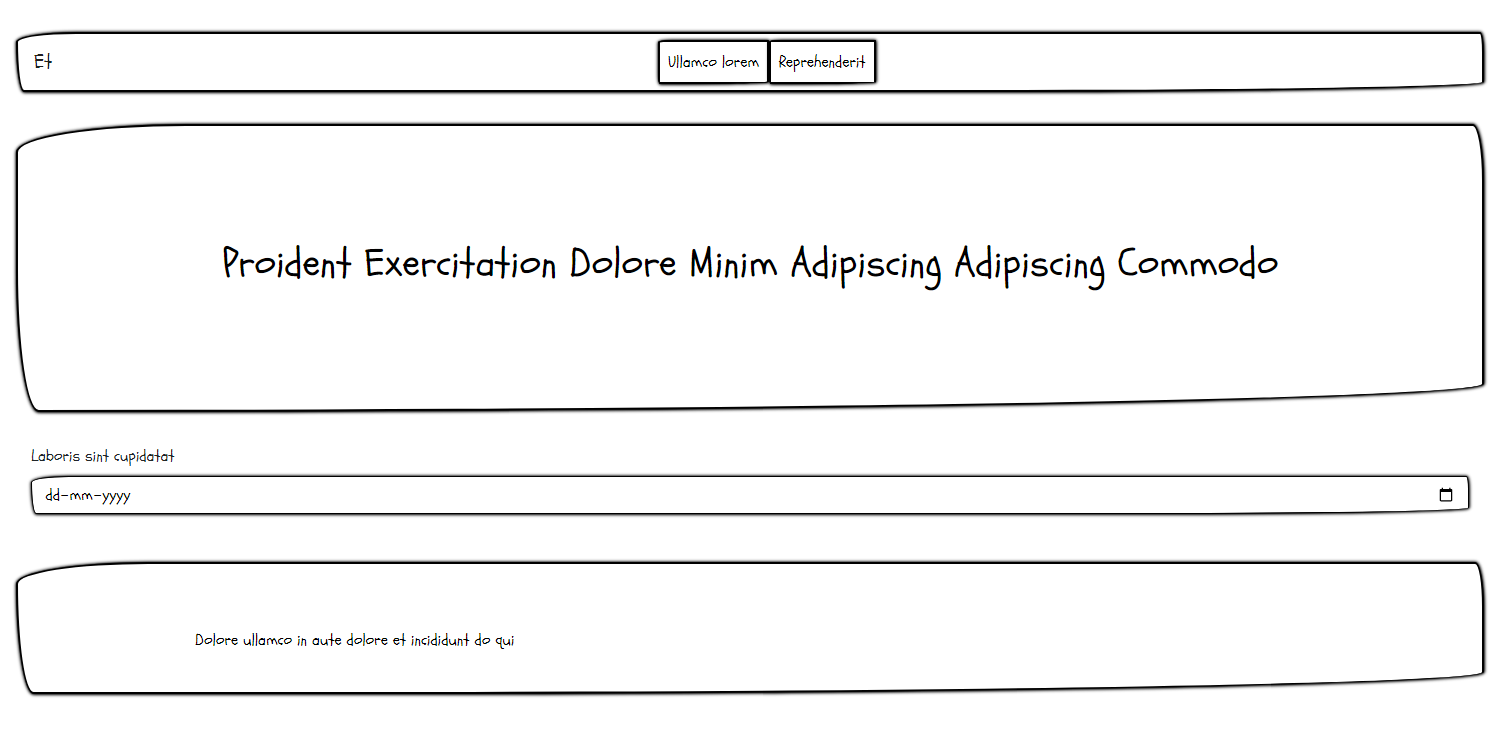 Et
Ullamco lorem
Reprehenderit
Proident Exercitation Dolore Minim Adipiscing Adipiscing Commodo
Laboris sint cupidatat
dd-mm-yyyy
Dolore ullamco in aute dolore et incididunt do qui